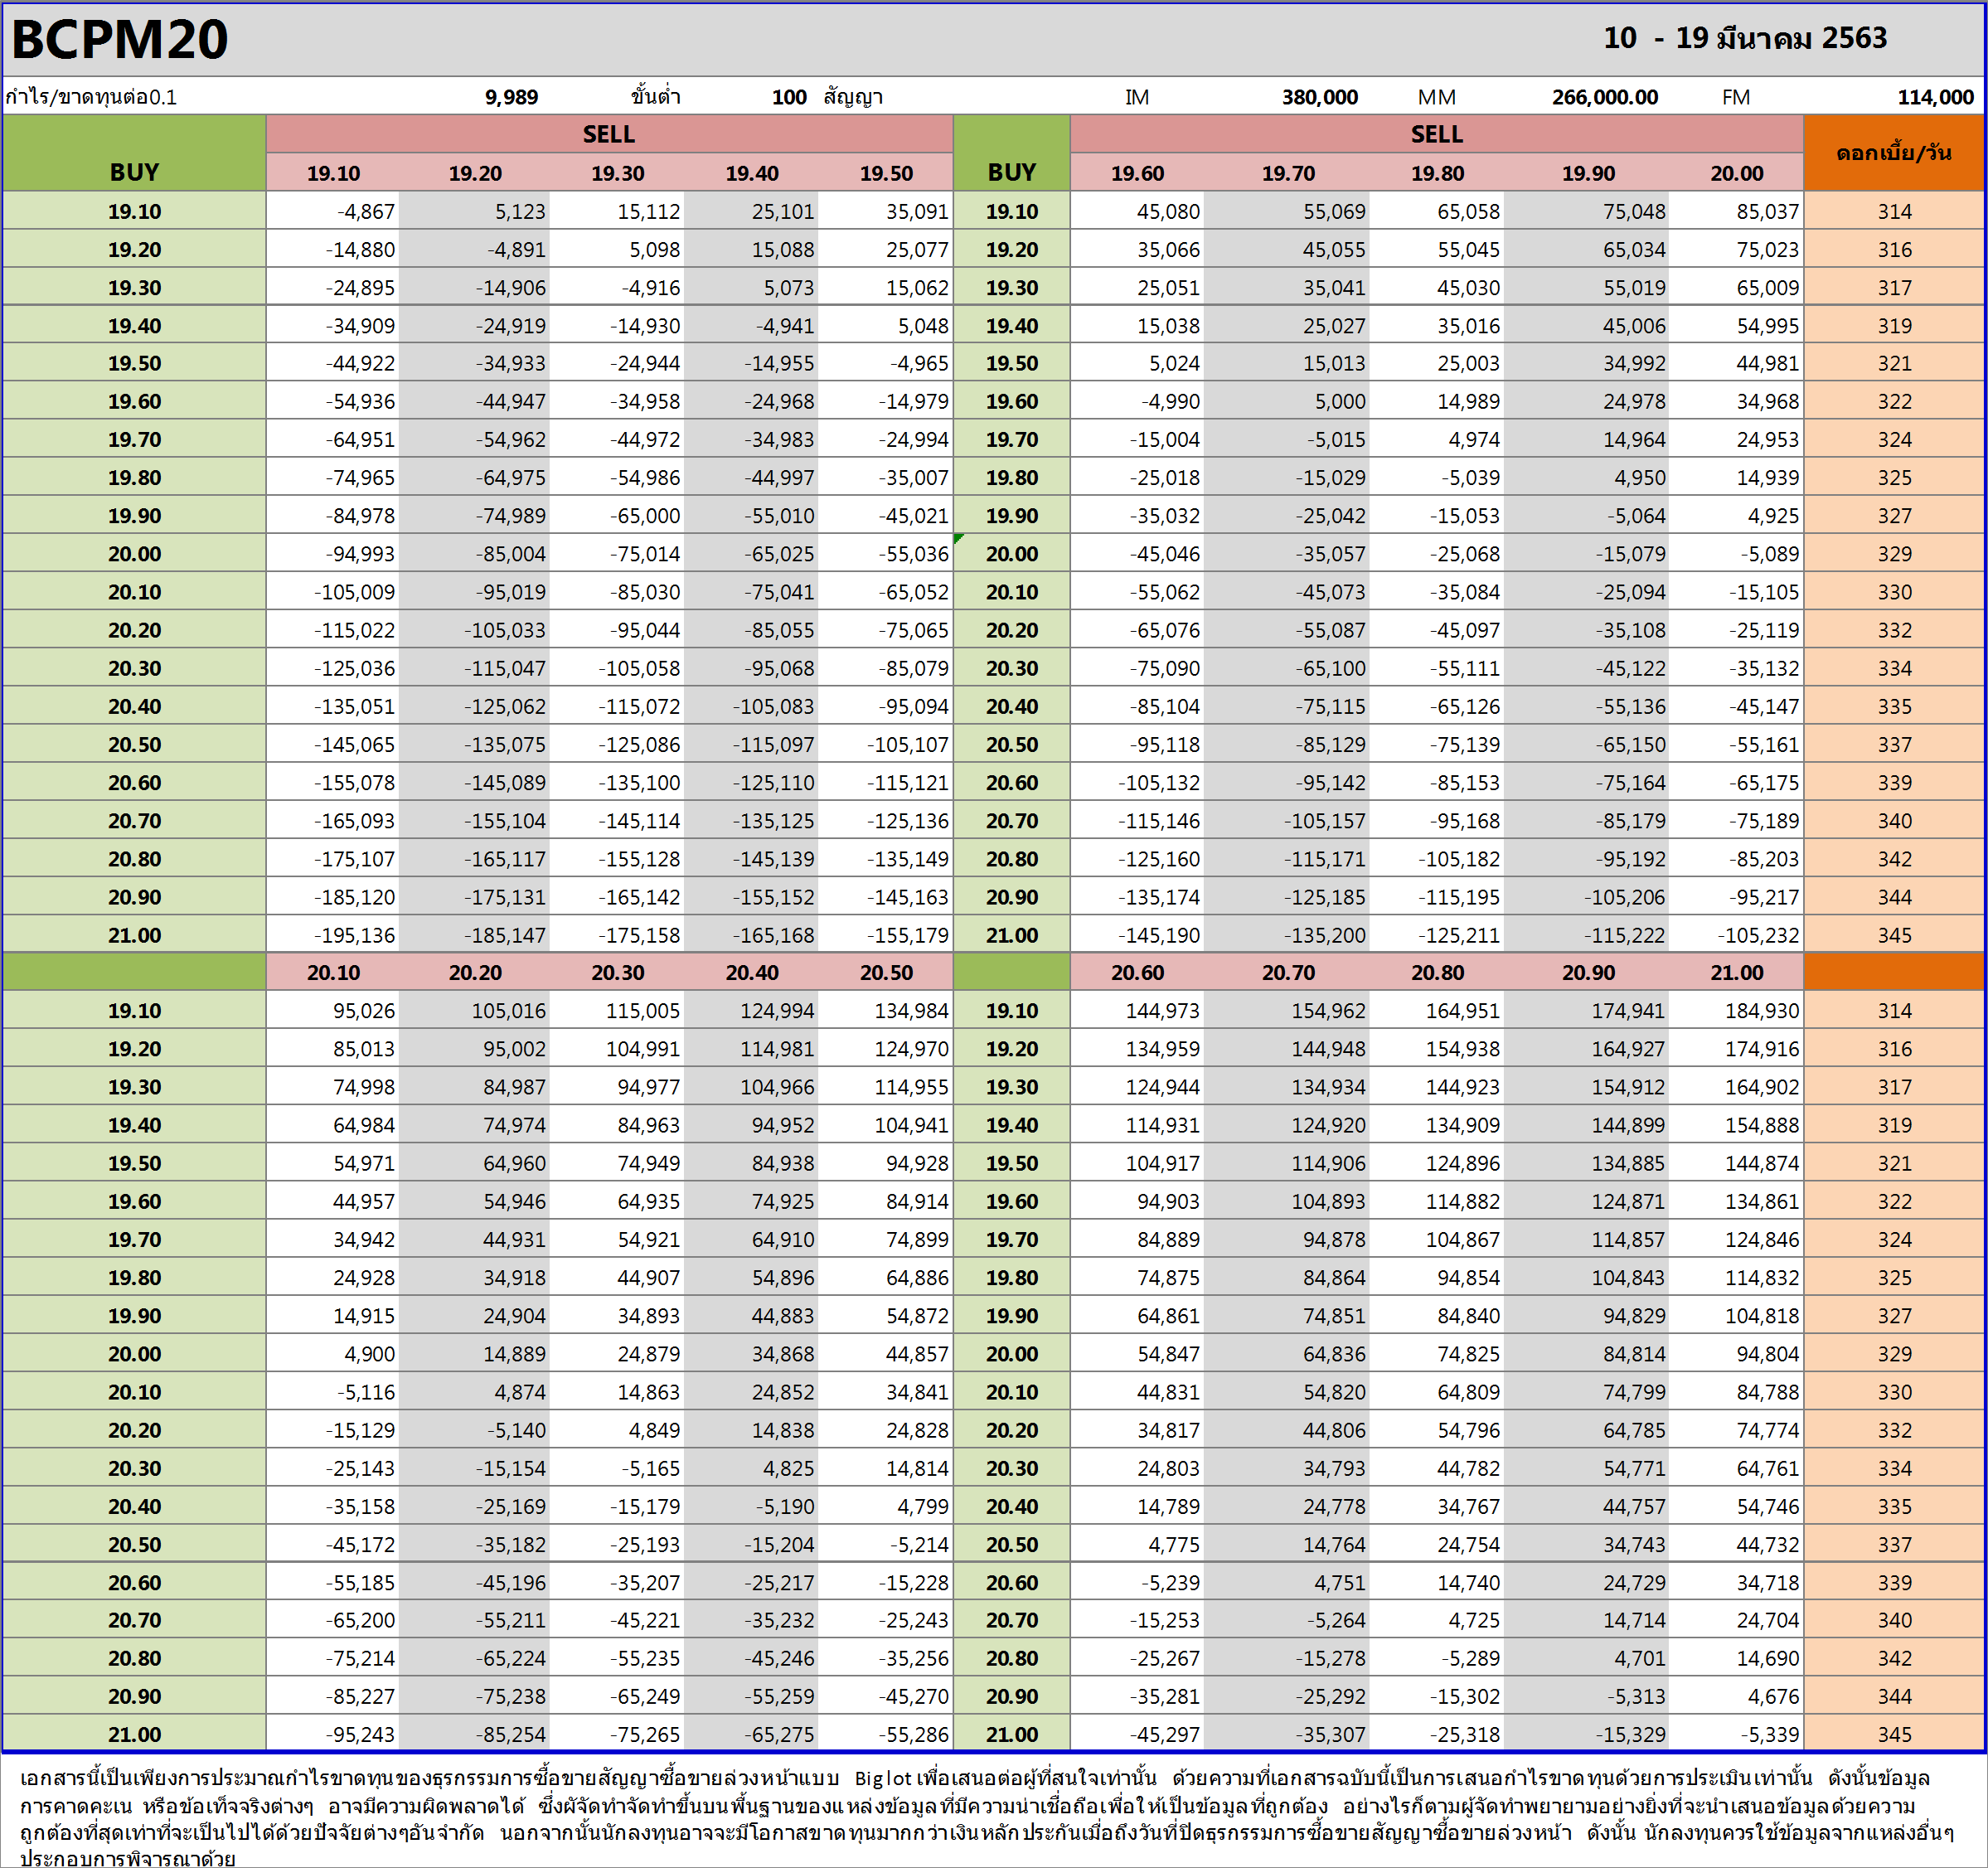 BCPM20 10 - 19 มีนาคม 2563
กำไร/ขาดทุนต่อ0.1 9,989 ขั้นต่ำ 100 สัญญา IM 380,000 MM 266,000.00 FM 114,000
BUY SELL BUY SELL ดอกเบี้ย/วัน
19.10 19.20 19.30 19.40 19.50 19.60 19.70 19.80 19.90 20.00
19.10 -4,867 5,123 15,112 25,101 35,091 19.10 45,080 55,069 65,058 75,048 85,037 314
19.20 -14,880 -4,891 5,098 15,088 25,077 19.20 35,066 45,055 55,045 65,034 75,023 316
19.30 -24,895 -14,906 -4,916 5,073 15,062 19.30 25,051 35,041 45,030 55,019 65,009 317
19.40 -34,909 -24,919 -14,930 -4,941 5,048 19.40 15,038 25,027 35,016 45,006 54,995 319
19.50 -44,922 -34,933 -24,944 -14,955 -4,965 19.50 5,024 15,013 25,003 34,992 44,981 321
19.60 -54,936 -44,947 -34,958 -24,968 -14,979 19.60 -4,990 5,000 14,989 24,978 34,968 322
19.70 -64,951 -54,962 -44,972 -34,983 -24,994 19.70 -15,004 -5,015 4,974 14,964 24,953 324
19.80 -74,965 -64,975 -54,986 -44,997 -35,007 19.80 -25,018 -15,029 -5,039 4,950 14,939 325
19.90 -84,978 -74,989 -65,000 -55,010 -45,021 19.90 -35,032 -25,042 -15,053 -5,064 4,925 327
20.00 -94,993 -85,004 -75,014 -65,025 -55,036 20.00 -45,046 -35,057 -25,068 -15,079 -5,089 329
20.10 -105,009 -95,019 -85,030 -75,041 -65,052 20.10 -55,062 -45,073 -35,084 -25,094 -15,105 330
20.20 -115,022 -105,033 -95,044 -85,055 -75,065 20.20 -65,076 -55,087 -45,097 -35,108 -25,119 332
20.30 -125,036 -115,047 -105,058 -95,068 -85,079 20.30 -75,090 -65,100 -55,111 -45,122 -35,132 334
20.40 -135,051 -125,062 -115,072 -105,083 -95,094 20.40 -85,104 -75,115 -65,126 -55,136 -45,147 335
20.50 -145,065 -135,075 -125,086 -115,097 -105,107 20.50 -95,118 -85,129 -75,139 -65,150 -55,161 337
20.60 -155,078 -145,089 -135,100 -125,110 -115,121 20.60 -105,132 -95,142 -85,153 -75,164 -65,175 339
20.70 -165,093 -155,104 -145,114 -135,125 -125,136 20.70 -115,146 -105,157 -95,168 -85,179 -75,189 340
20.80 -175,107 -165,117 -155,128 -145,139 -135,149 20.80 -125,160 -115,171 -105,182 -95,192 -85,203 342
20.90 -185,120 -175,131 -165,142 -155,152 -145,163 20.90 -135,174 -125,185 -115,195 -105,206 -95,217 344
21.00 -195,136 -185,147 -175,158 -165,168 -155,179 21.00 -145,190 -135,200 -125,211 -115,222 -105,232 345
20.10 20.20 20.30 20.40 20.50 20.60 20.70 20.80 20.90 21.00
19.10 95,026 105,016 115,005 124,994 134,984 19.10 144,973 154,962 164,951 174,941 184,930 314
19.20 85,013 95,002 104,991 114,981 124,970 19.20 134,959 144,948 154,938 164,927 174,916 316
19.30 74,998 84,987 94,977 104,966 114,955 19.30 124,944 134,934 144,923 154,912 164,902 317
19.40 64,984 74,974 84,963 94,952 104,941 19.40 114,931 124,920 134,909 144,899 154,888 319
19.50 54,971 64,960 74,949 84,938 94,928 19.50 104,917 114,906 124,896 134,885 144,874 321
19.60 44,957 54,946 64,935 74,925 84,914 19.60 94,903 104,893 114,882 124,871 134,861 322
19.70 34,942 44,931 54,921 64,910 74,899 19.70 84,889 94,878 104,867 114,857 124,846 324
19.80 24,928 34,918 44,907 54,896 64,886 19.80 74,875 84,864 94,854 104,843 114,832 325
19.90 14,915 24,904 34,893 44,883 54,872 19.90 64,861 74,851 84,840 94,829 104,818 327
20.00 4,900 14,889 24,879 34,868 44,857 20.00 54,847 64,836 74,825 84,814 94,804 329
20.10 -5,116 4,874 14,863 24,852 34,841 20.10 44,831 54,820 64,809 74,799 84,788 330
20.20 -15,129 -5,140 4,849 14,838 24,828 20.20 34,817 44,806 54,796 64,785 74,774 332
20.30 -25,143 -15,154 -5,165 4,825 14,814 20.30 24,803 34,793 44,782 54,771 64,761 334
20.40 -35,158 -25,169 -15,179 -5,190 4,799 20.40 14,789 24,778 34,767 44,757 54,746 335
20.50 -45,172 -35,182 -25,193 -15,204 -5,214 20.50 4,775 14,764 24,754 34,743 44,732 337
20.60 -55,185 -45,196 -35,207 -25,217 -15,228 20.60 -5,239 4,751 14,740 24,729 34,718 339
20.70 -65,200 -55,211 -45,221 -35,232 -25,243 20.70 -15,253 -5,264 4,725 14,714 24,704 340
20.80 -75,214 -65,224 -55,235 -45,246 -35,256 20.80 -25,267 -15,278 -5,289 4,701 14,690 342
20.90 -85,227 -75,238 -65,249 -55,259 -45,270 20.90 -35,281 -25,292 -15,302 -5,313 4,676 344
21.00 -95,243 -85,254 -75,265 -65,275 -55,286 21.00 -45,297 -35,307 -25,318 -15,329 -5,339 345
เอกสารนี้เป็นเพียงการประมาณกำไรขาดทุนของธุรกรรมการซื้อขายสัญญาซื้อขายล่วงหน้าแบบ Big lot เพื่อเสนอต่อผู้ที่สนใจเท่านั้น ด้วยความที่เอกสารฉบับนี้เป็นการเสนอกำไรขาดทุนด้วยการประเมินเท่านั้น ดังนั้นข้อมูล
การคาดคะเน หรือข้อเท็จจริงต่างๆ อาจมีความผิดพลาดได้ ซึ่งผัจัดทำจัดทำขึ้นบนพื้นฐานของแหล่งข้อมูลที่มีความน่าเชื่อถือเพื่อให้เป็นข้อมูลที่ถูกต้อง อย่างไรก็ตามผู้จัดทำพยายามอย่างยิ่งที่จะนำเสนอข้อมูลด้วยความ
ถูกต้องที่สุดเท่าที่จะเป็นไปได้ด้วยปัจจัยต่างๆอันจำกัด นอกจากนั้นนักลงทุนอาจจะมีโอกาสขาดทุนมากกว่าเงินหลักประกันเมื่อถึงวันที่ปิดธุรกรรมการซื้อขายสัญญาซื้อขายล่วงหน้า ดังนั้น นักลงทุนควรใช้ข้อมูลจากแหล่งอื่นๆ
ประกอบการพิจารณาด้วย